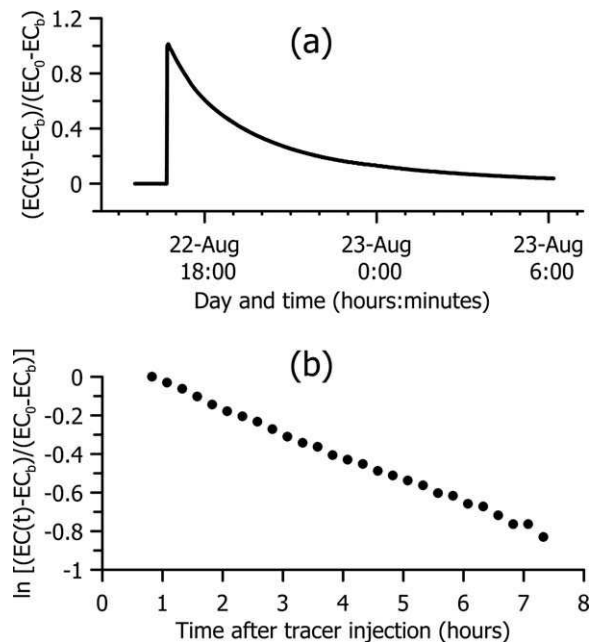 (a)
(EC(t)-EC_b)/(EC_0-EC_b)
1.2
0.8
0.4
0
22-Aug 23-Aug 23-Aug
18:00 0:00 6:00
Day and time (hours:minutes)
(b)
ln [(EC(t)-EC_b)/(EC_0-EC_b)]
0
-0.2
-0.4
-0.6
-0.8
-1
0 1 2 3 4 5 6 7 8
Time after tracer injection (hours)